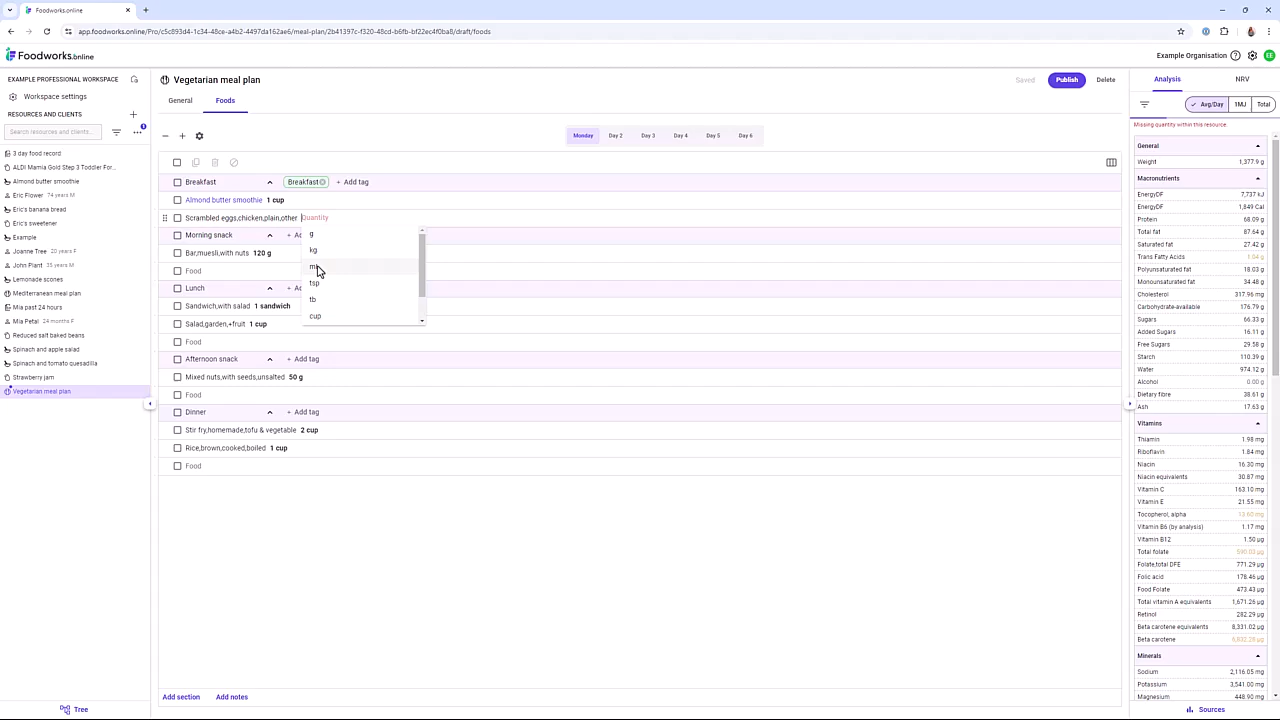 Foodworks.online
app.foodworks.online/Pro/c5c893d4-1c34-48ce-a4b2-4497da162ae6/meal-plan/2b41397c-f320-48cd-b6fb-bf22ec4f0ba8/draft/foods
Foodworks.online
Example Organisation
EE
EXAMPLE PROFESSIONAL WORKSPACE
Workspace settings
RESOURCES AND CLIENTS
Search resources and clients
3 day food record
ALDI Mamia Gold Step 3 Toddler For...
Almond butter smoothie
Eric Flower 74 years M
Eric's banana bread
Eric's sweetener
Example
Joanne Tree 20 years F
John Plant 35 years M
Lemonade scones
Mediterranean meal plan
Mia past 24 hours
Mia Petal 24 months F
Reduced salt baked beans
Spinach and apple salad
Spinach and tomato quesadilla
Strawberry jam
Vegetarian meal plan
Tree
Vegetarian meal plan
Saved
Publish
Delete
General
Foods
Monday
Day 2
Day 3
Day 4
Day 5
Day 6
Breakfast
Breakfast
+ Add tag
Almond butter smoothie 1 cup
Scrambled eggs,chicken,plain,other Quantity
g
kg
tsp
tb
cup
Morning snack
Bar,muesli,with nuts 120 g
Food
Lunch
Sandwich,with salad 1 sandwich
Salad,garden,+fruit 1 cup
Food
Afternoon snack
+ Add tag
Mixed nuts,with seeds,unsalted 50 g
Food
Dinner
+ Add tag
Stir fry,homemade,tofu & vegetable 2 cup
Rice,brown,cooked,boiled 1 cup
Food
Add section
Add notes
Analysis
NRV
Avg/Day
1MJ
Total
Missing quantity within this resource.
General
Weight 1,377.9 g
Macronutrients
EnergyDF 7,737 kJ
EnergyDF 1,849 Cal
Protein 68.09 g
Total fat 87.64 g
Saturated fat 27.42 g
Trans Fatty Acids 1.04 g
Polyunsaturated fat 18.03 g
Monounsaturated fat 34.48 g
Cholesterol 317.96 mg
Carbohydrate-available 176.79 g
Sugars 66.33 g
Added Sugars 16.11 g
Free Sugars 29.58 g
Starch 110.39 g
Water 974.12 g
Alcohol 0.00 g
Dietary fibre 38.61 g
Ash 17.63 g
Vitamins
Thiamin 1.98 mg
Riboflavin 1.84 mg
Niacin 16.30 mg
Niacin equivalents 30.87 mg
Vitamin C 163.10 mg
Vitamin E 21.55 mg
Tocopherol, alpha 13.60 mg
Vitamin B6 (by analysis) 1.17 mg
Vitamin B12 1.50 µg
Total folate 590.03 µg
Folate,total DFE 771.29 µg
Folic acid 178.46 µg
Food Folate 473.43 µg
Total vitamin A equivalents 1,671.26 µg
Retinol 282.29 µg
Beta carotene equivalents 8,331.02 µg
Beta carotene 6,832.28 µg
Minerals
Sodium 2,116.05 mg
Potassium 3,541.00 mg
Magnesium 448.90 mg
Sources